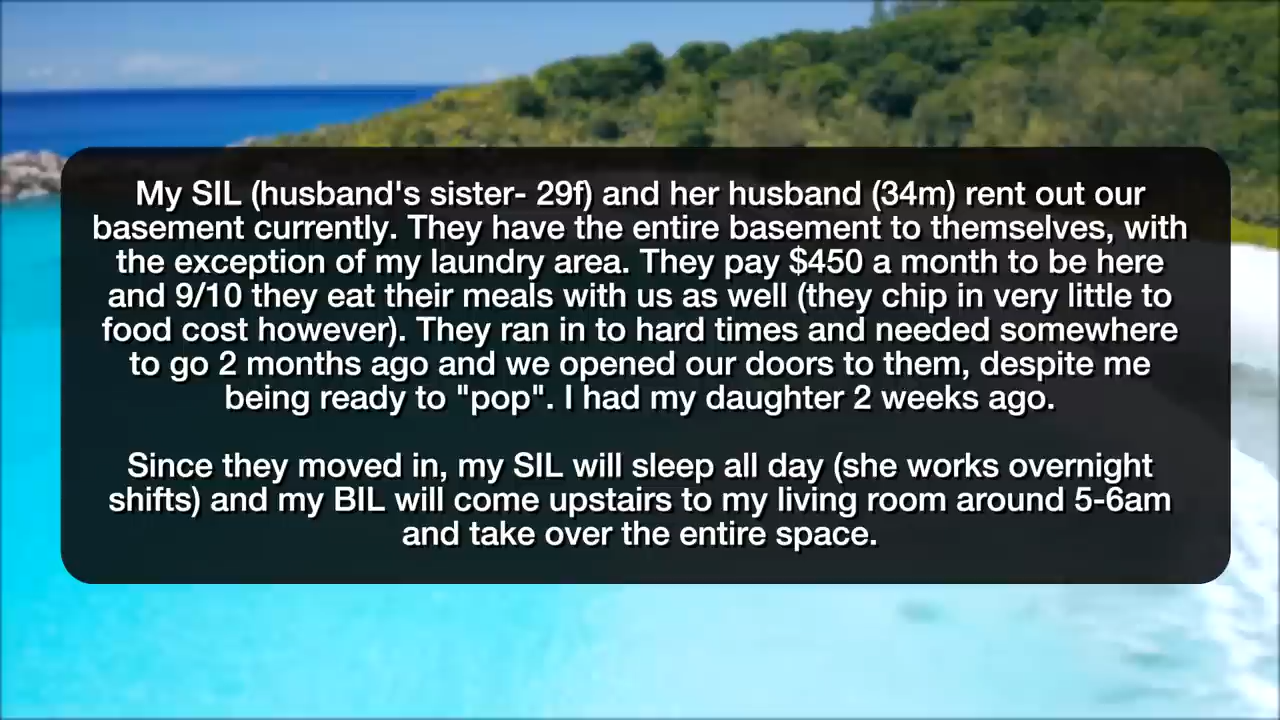 My SIL (husband's sister- 29f) and her husband (34m) rent out our
basement currently. They have the entire basement to themselves, with
the exception of my laundry area. They pay $450 a month to be here
and 9/10 they eat their meals with us as well (they chip in very little to
food cost however). They ran in to hard times and needed somewhere
to go 2 months ago and we opened our doors to them, despite me
being ready to "pop". I had my daughter 2 weeks ago.
Since they moved in, my SIL will sleep all day (she works overnight
shifts) and my BIL will come upstairs to my living room around 5-6am
and take over the entire space.